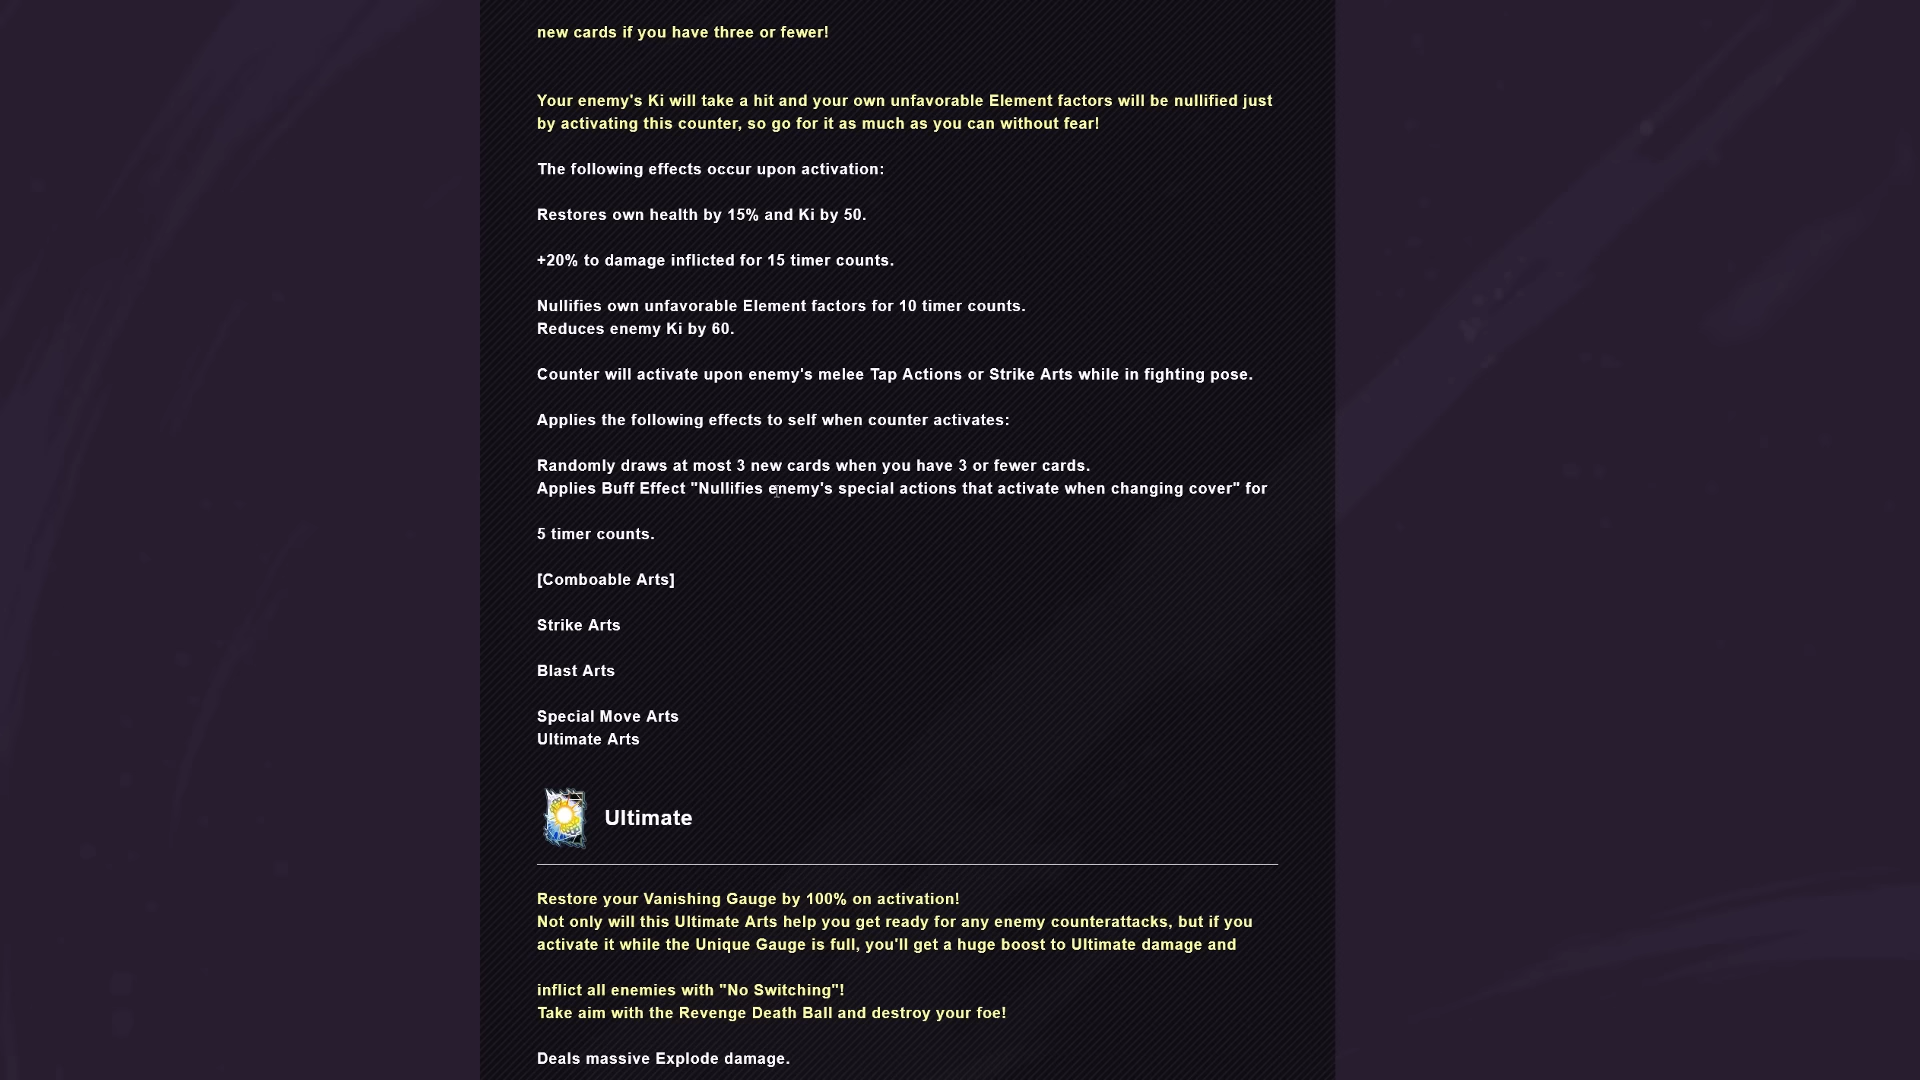 new cards if you have three or fewer!
Your enemy's Ki will take a hit and your own unfavorable Element factors will be nullified just
by activating this counter, so go for it as much as you can without fear!
The following effects occur upon activation:
Restores own health by 15% and Ki by 50.
+20% to damage inflicted for 15 timer counts.
Nullifies own unfavorable Element factors for 10 timer counts.
Reduces enemy Ki by 60.
Counter will activate upon enemy's melee Tap Actions or Strike Arts while in fighting pose.
Applies the following effects to self when counter activates:
Randomly draws at most 3 new cards when you have 3 or fewer cards.
Applies Buff Effect "Nullifies enemy's special actions that activate when changing cover" for
5 timer counts.
[Comboable Arts]
Strike Arts
Blast Arts
Special Move Arts
Ultimate Arts
Ultimate
Restore your Vanishing Gauge by 100% on activation!
Not only will this Ultimate Arts help you get ready for any enemy counterattacks, but if you
activate it while the Unique Gauge is full, you'll get a huge boost to Ultimate damage and
inflict all enemies with "No Switching"!
Take aim with the Revenge Death Ball and destroy your foe!
Deals massive Explode damage.